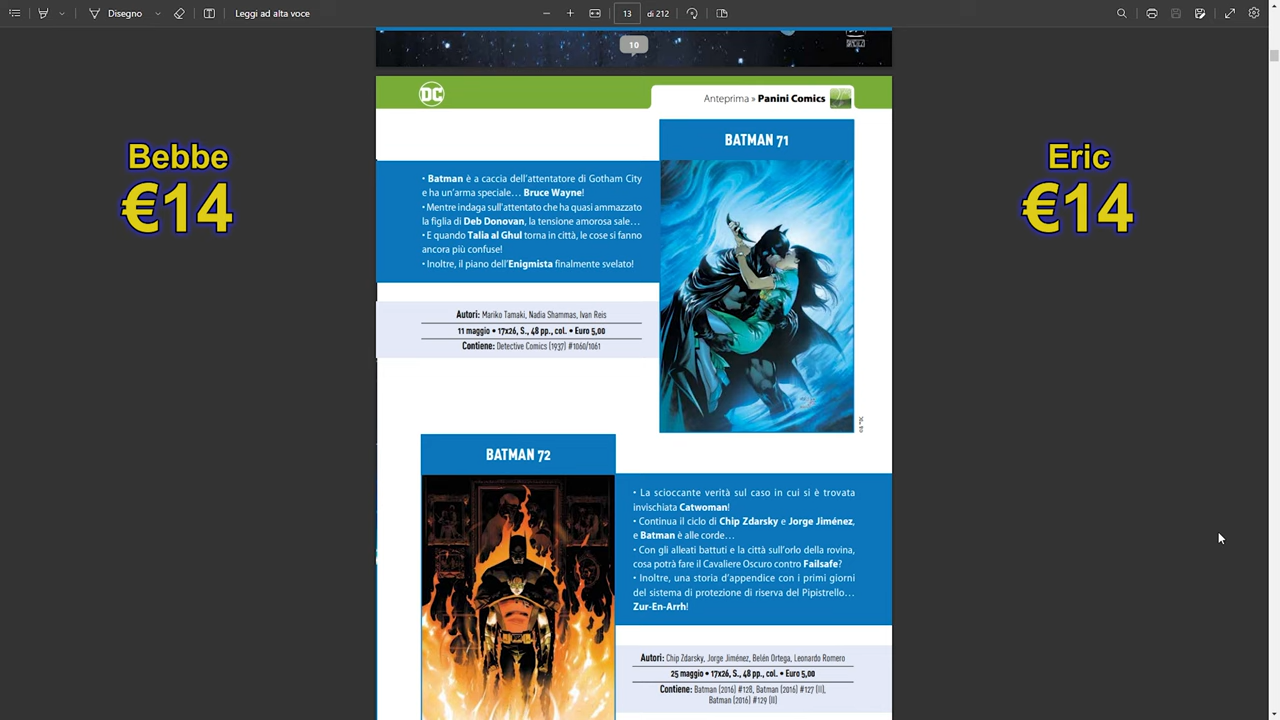 Disegno
Leggi ad alta voce
13
di 212
10
DC
Anteprima » Panini Comics
BATMAN 71
Bebbe
€14
Eric
€14
• Batman è a caccia dell'attentatore di Gotham City
e ha un'arma speciale… Bruce Wayne!
• Mentre indaga sull'attentato che ha quasi ammazzato
la figlia di Deb Donovan, la tensione amorosa sale…
• E quando Talia al Ghul torna in città, le cose si fanno
ancora più confuse!
• Inoltre, il piano dell'Enigmista finalmente svelato!
Autori: Mariko Tamaki, Nadia Shammas, Ivan Reis
11 maggio • 17x26, S., 48 pp., col. • Euro 5,00
Contiene: Detective Comics (1937) #1060/1061
BATMAN 72
• La scioccante verità sul caso in cui si è trovata
invischiata Catwoman!
• Continua il ciclo di Chip Zdarsky e Jorge Jiménez,
e Batman è alle corde…
• Con gli alleati battuti e la città sull'orlo della rovina,
cosa potrà fare il Cavaliere Oscuro contro Failsafe?
• Inoltre, una storia d'appendice con i primi giorni
del sistema di protezione di riserva del Pipistrello…
Zur-En-Arrh!
Autori: Chip Zdarsky, Jorge Jiménez, Belén Ortega, Leonardo Romero
25 maggio • 17x26, S., 48 pp., col. • Euro 5,00
Contiene: Batman (2016) #128, Batman (2016) #127 (II),
Batman (2016) #129 (II)